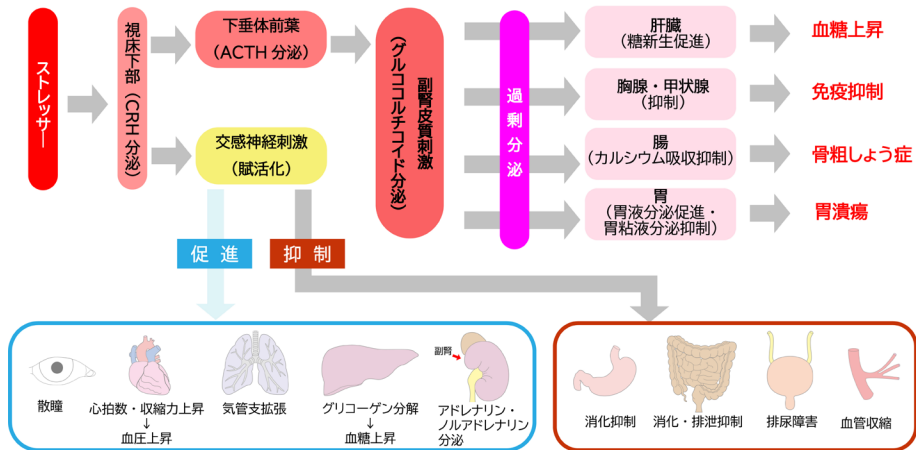 ストレッサー
視床下部（CRH 分泌）
下垂体前葉
（ACTH 分泌）
交感神経刺激
（賦活化）
副腎皮質刺激
（グルココルチコイド分泌）
過剰分泌
肝臓
（糖新生促進）
血糖上昇
胸腺・甲状腺
（抑制）
免疫抑制
腸
（カルシウム吸収抑制）
骨粗しょう症
胃
（胃液分泌促進・
胃粘液分泌抑制）
胃潰瘍
促 進
抑 制
散瞳
心拍数・収縮力上昇
↓
血圧上昇
気管支拡張
グリコーゲン分解
↓
血糖上昇
副腎
アドレナリン・
ノルアドレナリン
分泌
消化抑制
消化・排泄抑制
排尿障害
血管収縮